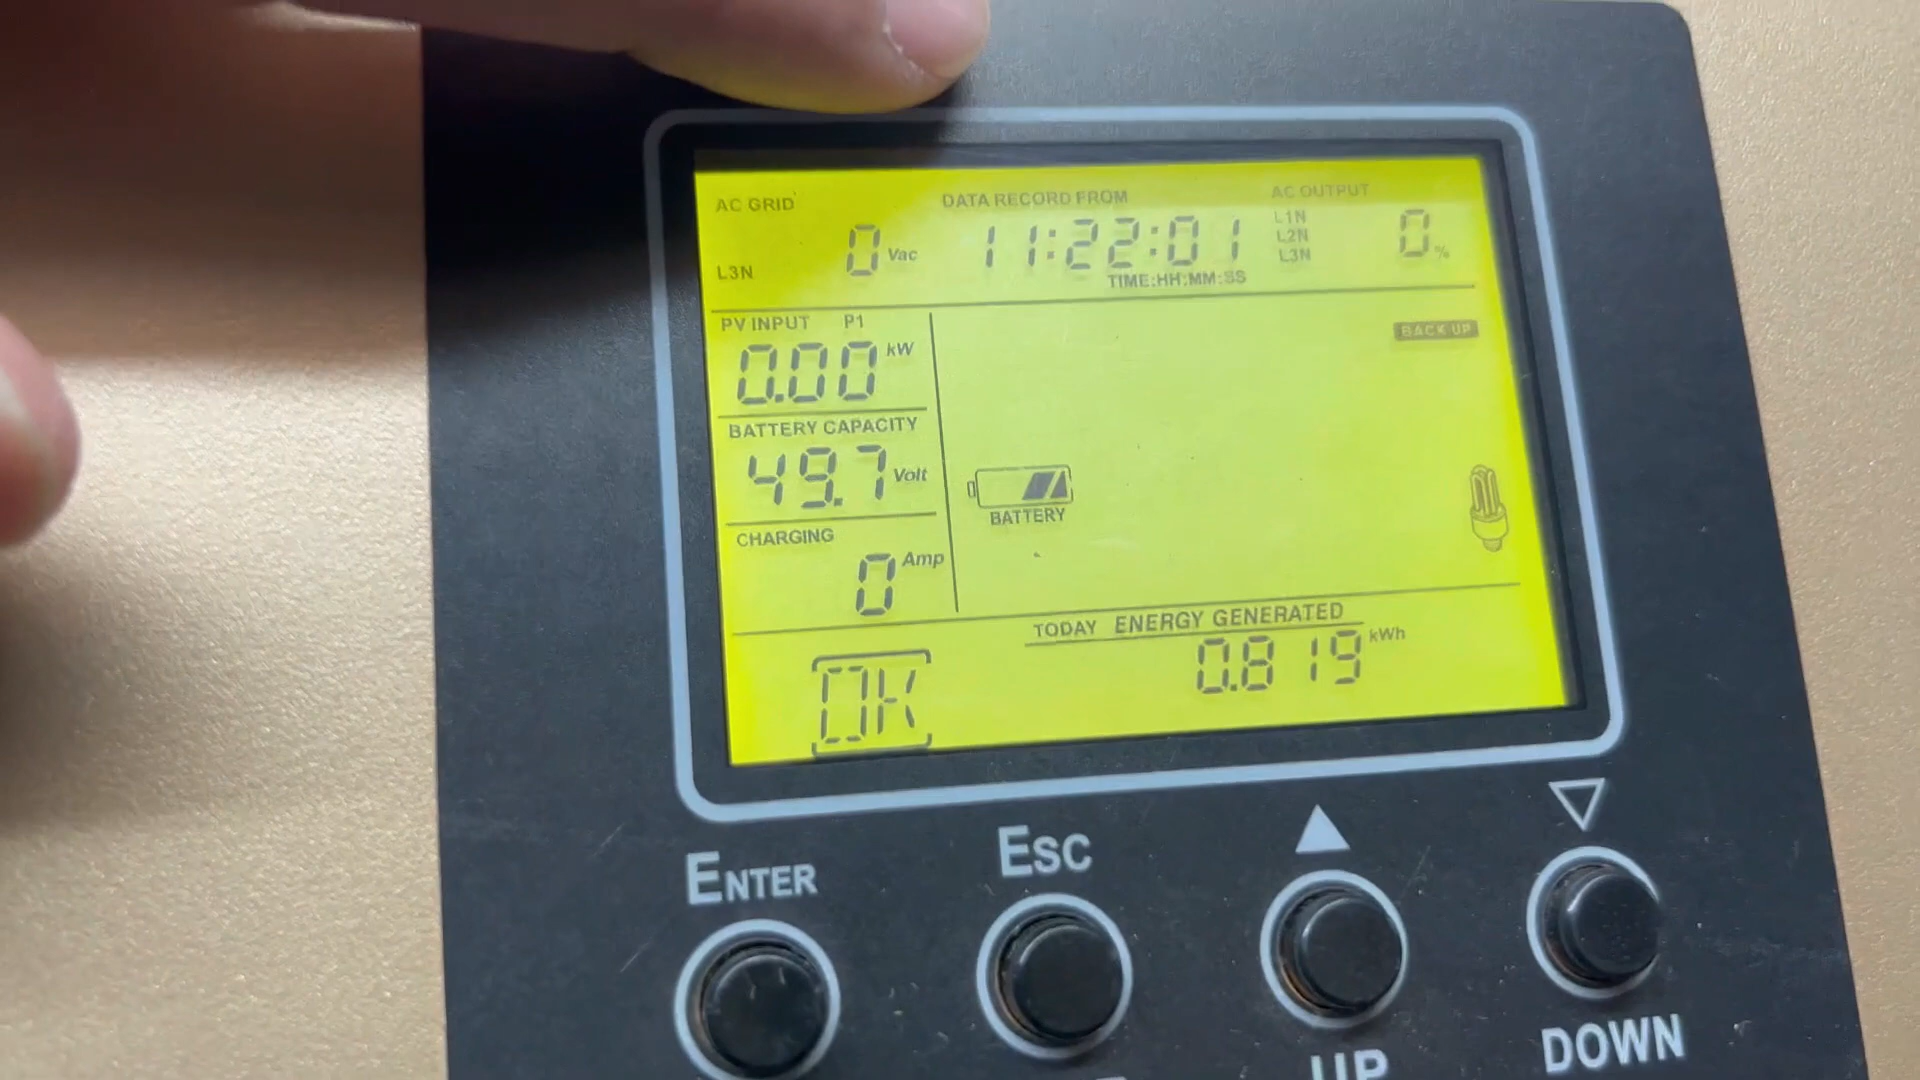 AC GRID
0 Vac
L3N
DATA RECORD FROM
11:22:01
TIME:HH:MM:SS
AC OUTPUT
L1N
L2N
L3N
0%
PV INPUT P1
0.00 kW
BATTERY CAPACITY
49.7 Volt
CHARGING
0 Amp
BACK UP
BATTERY
OK
TODAY ENERGY GENERATED
0.819 kWh
ENTER
ESC
UP
DOWN